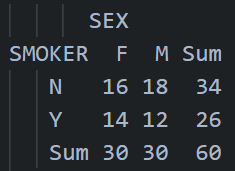 SEX
SMOKER F M Sum
N 16 18 34
Y 14 12 26
Sum 30 30 60